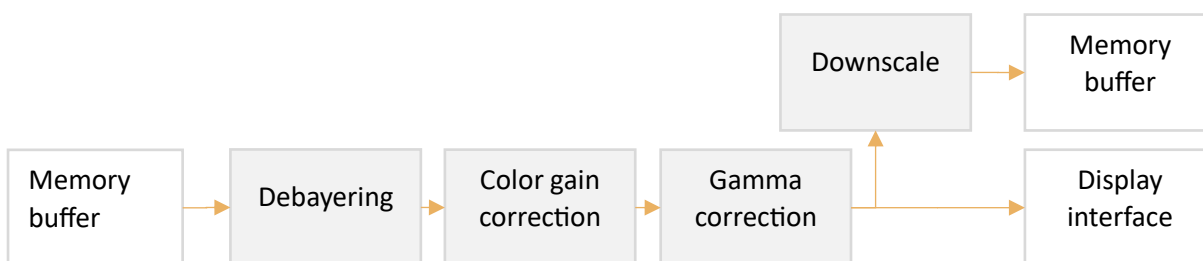 Downscale
Memory
buffer
Memory
buffer
Debayering
Color gain
correction
Gamma
correction
Display
interface